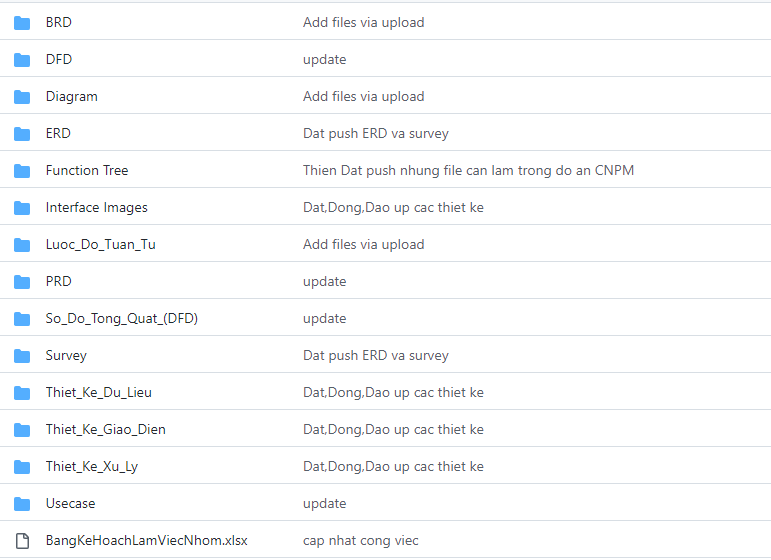 BRD Add files via upload
DFD update
Diagram Add files via upload
ERD Dat push ERD va survey
Function Tree Thien Dat push nhung file can lam trong do an CNPM
Interface Images Dat,Dong,Dao up cac thiet ke
Luoc_Do_Tuan_Tu Add files via upload
PRD update
So_Do_Tong_Quat_(DFD) update
Survey Dat push ERD va survey
Thiet_Ke_Du_Lieu Dat,Dong,Dao up cac thiet ke
Thiet_Ke_Giao_Dien Dat,Dong,Dao up cac thiet ke
Thiet_Ke_Xu_Ly Dat,Dong,Dao up cac thiet ke
Usecase update
BangKeHoachLamViecNhom.xlsx cap nhat cong viec